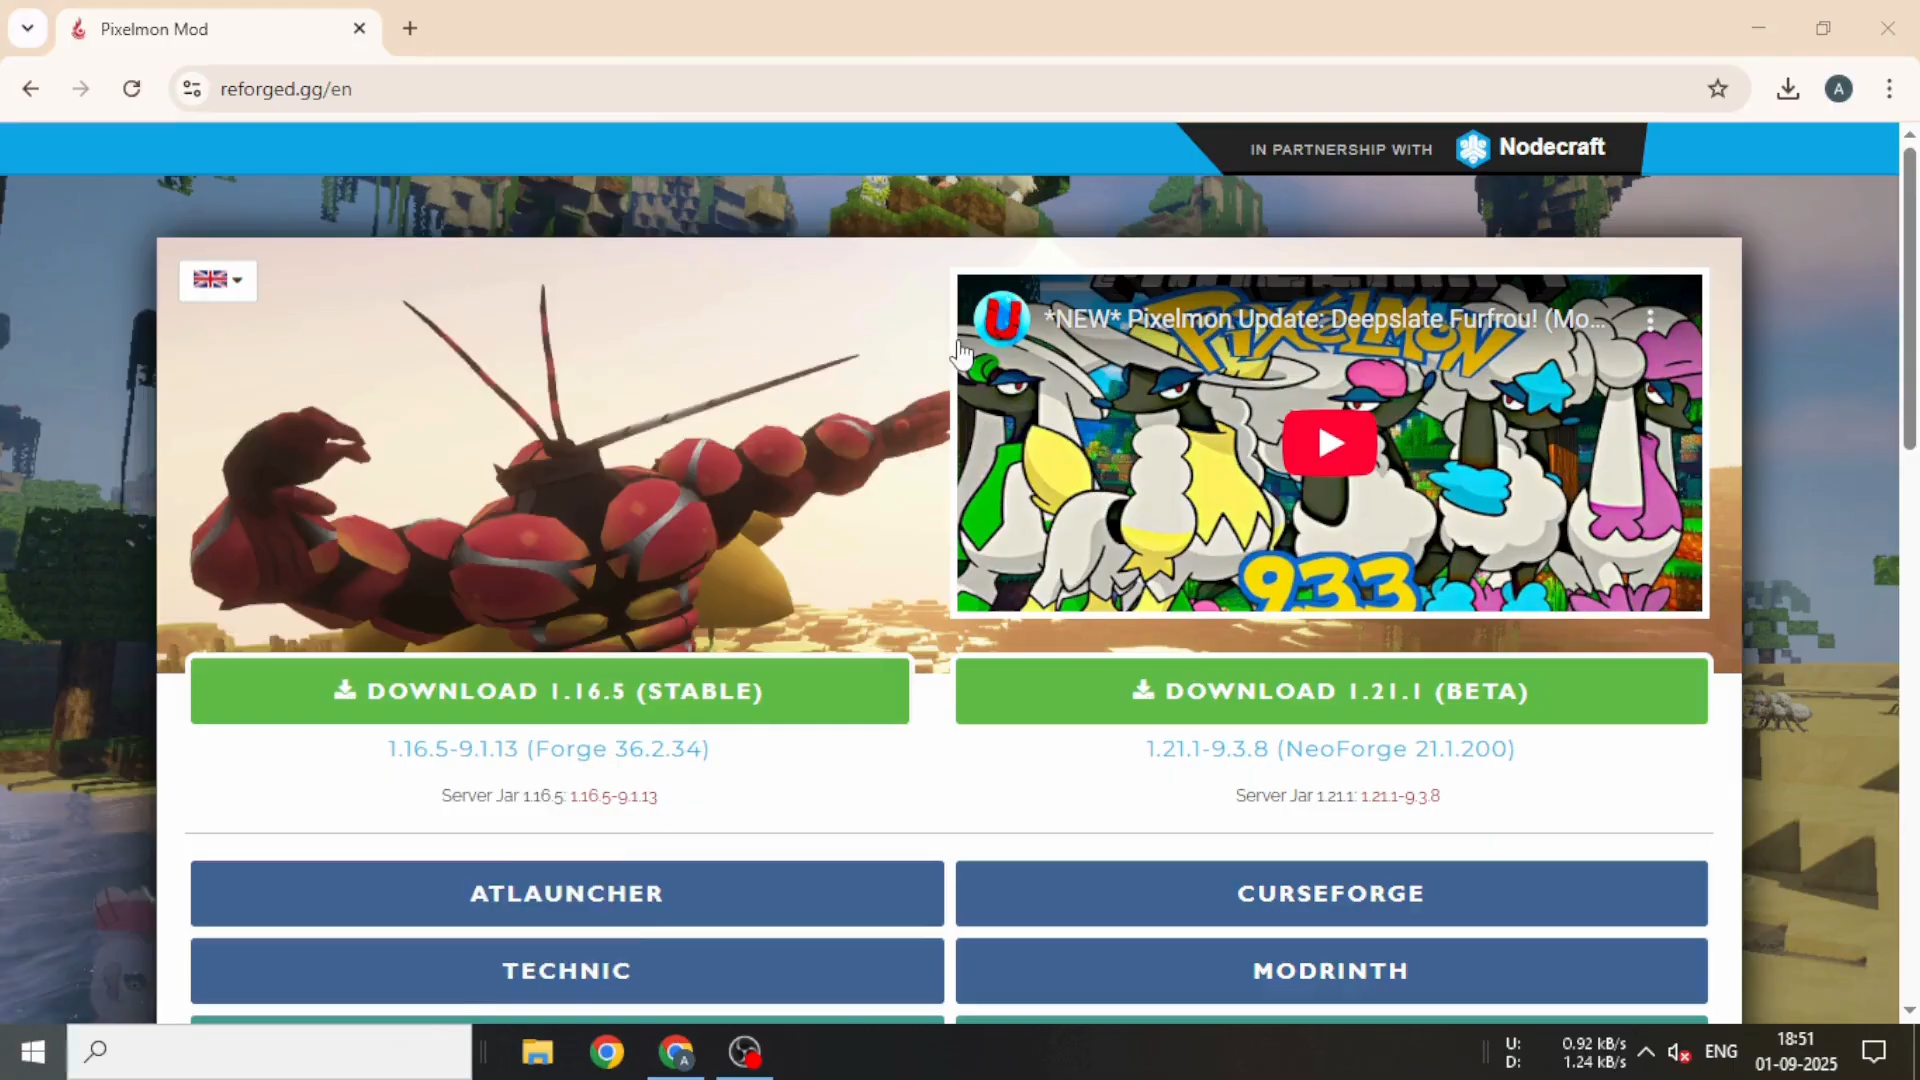 Pixelmon Mod
reforged.gg/en
A
IN PARTNERSHIP WITH Nodecraft
U *NEW* Pixelmon Update: Deepslate Furfrou! (Mo...
PIXELMON
933
DOWNLOAD 1.16.5 (STABLE)
DOWNLOAD 1.21.1 (BETA)
1.16.5-9.1.13 (Forge 36.2.34)
1.21.1-9.3.8 (NeoForge 21.1.200)
Server Jar 1.16.5: 1.16.5-9.1.13
Server Jar 1.21.1: 1.21.1-9.3.8
ATLAUNCHER
CURSEFORGE
TECHNIC
MODRINTH
A
U: 0.92 kB/s
D: 1.24 kB/s
ENG
18:51
01-09-2025